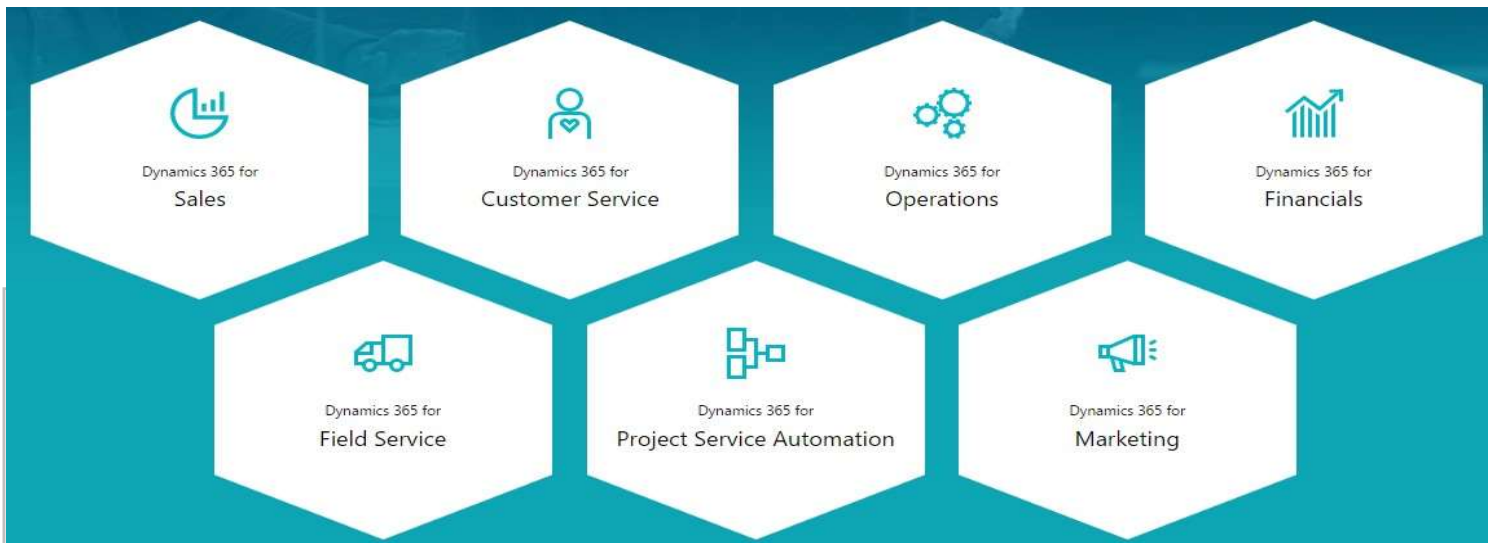 Dynamics 365 for
Sales
Dynamics 365 for
Customer Service
Dynamics 365 for
Operations
Dynamics 365 for
Financials
Dynamics 365 for
Field Service
Dynamics 365 for
Project Service Automation
Dynamics 365 for
Marketing